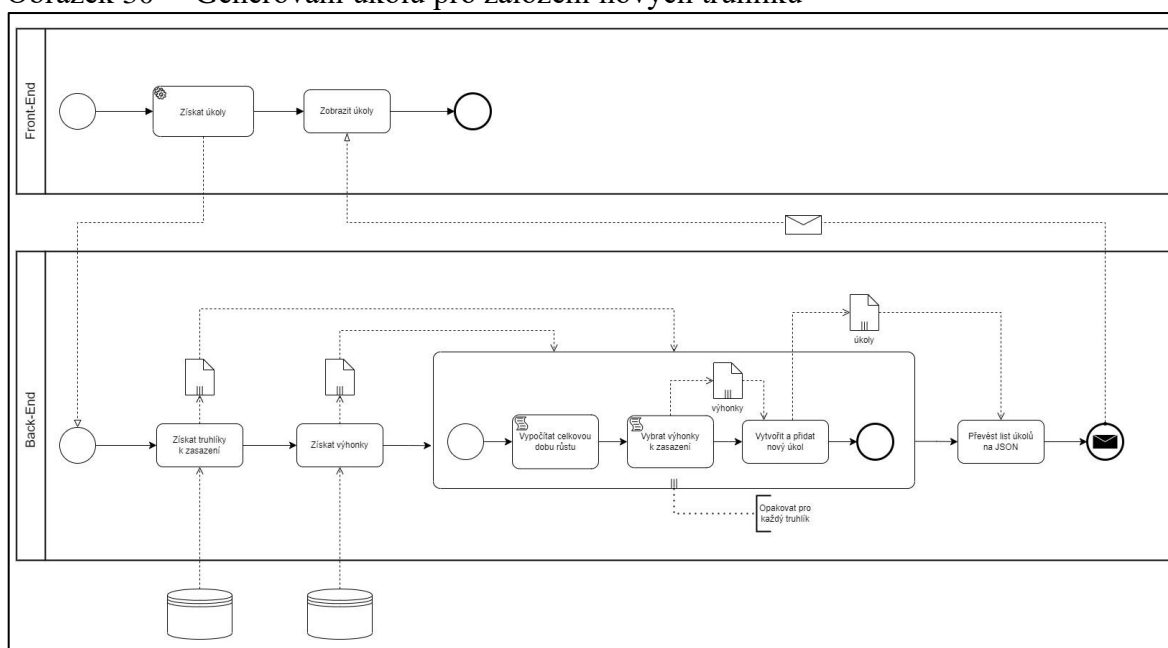 Obrázek 30 – Generování úkolů pro založení nových truhlíků
Front-End
Získat úkoly
Zobrazit úkoly
Back-End
úkoly
výhonky
Získat truhlíky
k zasazení
Získat výhonky
Vypočítat celkovou
dobu růstu
Vybrat výhonky
k zasazení
Vytvořit a přidat
nový úkol
Převést list úkolů
na JSON
Opakovat pro
každý truhlík